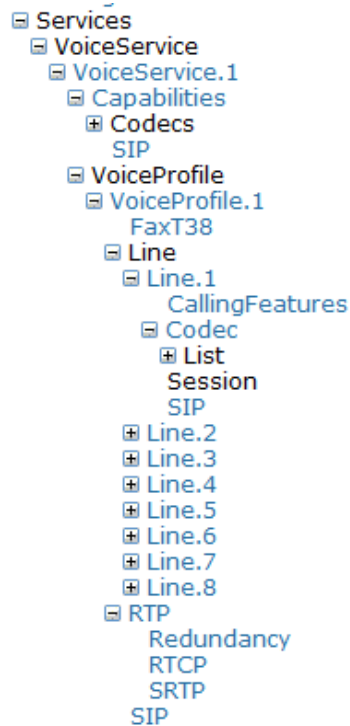 Services
VoiceService
VoiceService.1
Capabilities
Codecs
SIP
VoiceProfile
VoiceProfile.1
FaxT38
Line
Line.1
CallingFeatures
Codec
List
Session
SIP
Line.2
Line.3
Line.4
Line.5
Line.6
Line.7
Line.8
RTP
Redundancy
RTCP
SRTP
SIP